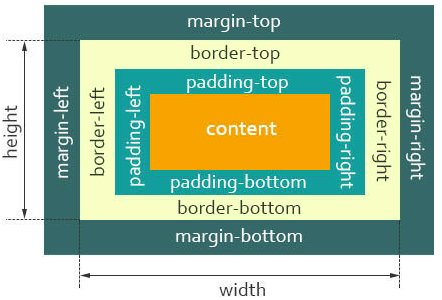 margin-top
border-top
padding-top
height
margin-left
border-left
padding-left
content
padding-right
border-right
margin-right
padding-bottom
border-bottom
margin-bottom
width